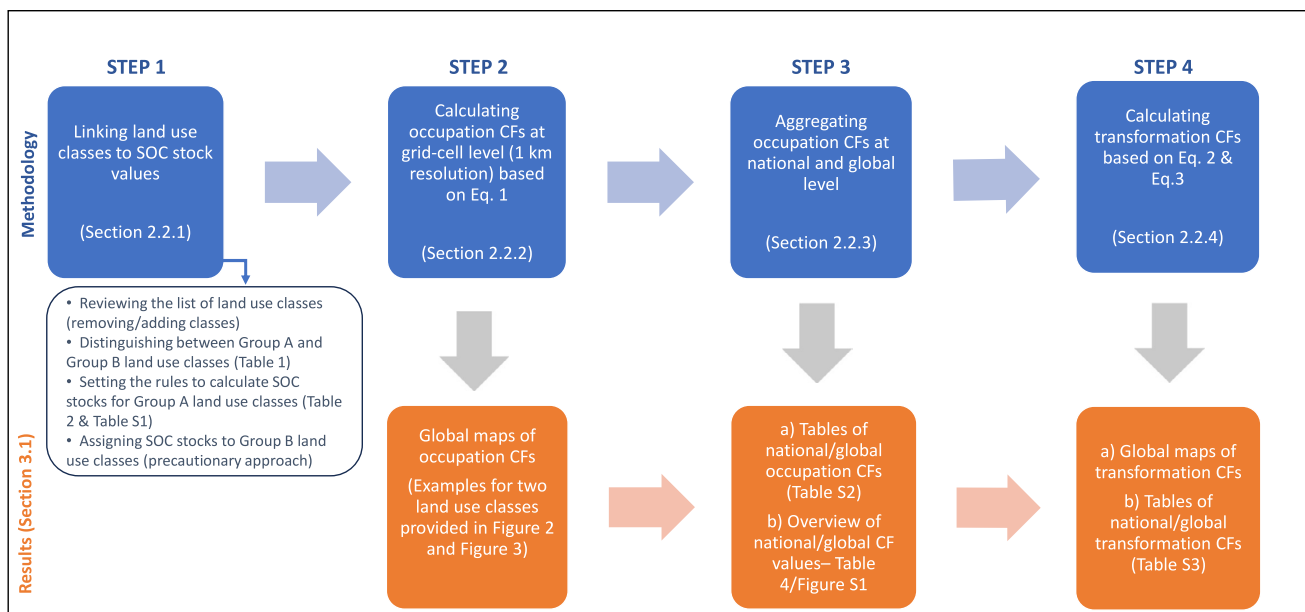 STEP 1
STEP 2
STEP 3
STEP 4
Methodology
Linking land use
classes to SOC stock
values
(Section 2.2.1)
Calculating
occupation CFs at
grid-cell level (1 km
resolution) based
on Eq. 1
(Section 2.2.2)
Aggregating
occupation CFs at
national and global
level
(Section 2.2.3)
Calculating
transformation CFs
based on Eq. 2 &
Eq.3
(Section 2.2.4)
• Reviewing the list of land use classes
(removing/adding classes)
• Distinguishing between Group A and
Group B land use classes (Table 1)
• Setting the rules to calculate SOC
stocks for Group A land use classes (Table
2 & Table S1)
• Assigning SOC stocks to Group B land
use classes (precautionary approach)
Results (Section 3.1)
Global maps of
occupation CFs
(Examples for two
land use classes
provided in Figure 2
and Figure 3)
a) Tables of
national/global
occupation CFs
(Table S2)
b) Overview of
national/global CF
values– Table
4/Figure S1
a) Global maps of
transformation CFs
b) Tables of
national/global
transformation CFs
(Table S3)